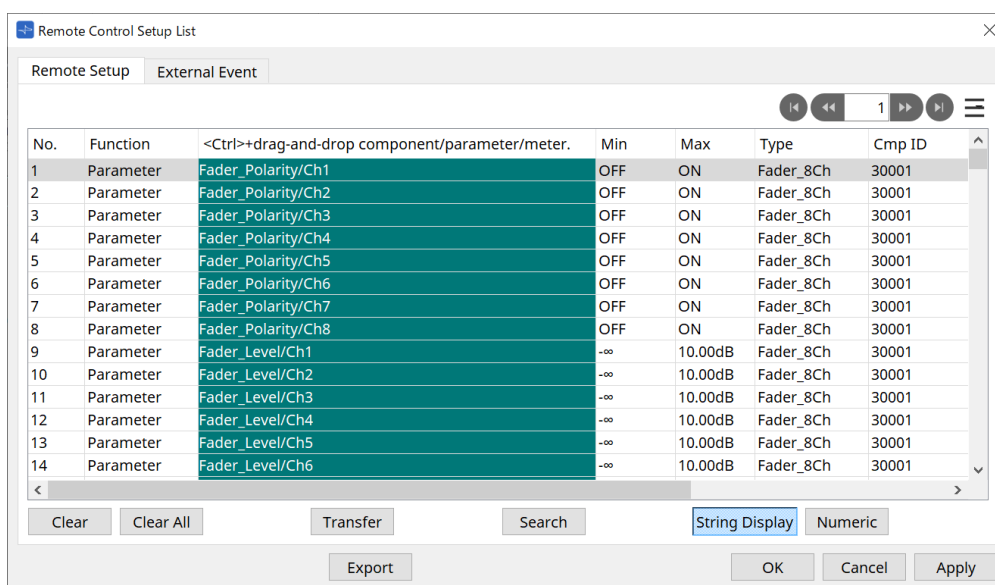 Remote Control Setup List
Remote Setup External Event
1
No. Function <Ctrl>+drag-and-drop component/parameter/meter. Min Max Type Cmp ID
1 Parameter Fader_Polarity/Ch1 OFF ON Fader_8Ch 30001
2 Parameter Fader_Polarity/Ch2 OFF ON Fader_8Ch 30001
3 Parameter Fader_Polarity/Ch3 OFF ON Fader_8Ch 30001
4 Parameter Fader_Polarity/Ch4 OFF ON Fader_8Ch 30001
5 Parameter Fader_Polarity/Ch5 OFF ON Fader_8Ch 30001
6 Parameter Fader_Polarity/Ch6 OFF ON Fader_8Ch 30001
7 Parameter Fader_Polarity/Ch7 OFF ON Fader_8Ch 30001
8 Parameter Fader_Polarity/Ch8 OFF ON Fader_8Ch 30001
9 Parameter Fader_Level/Ch1 -∞ 10.00dB Fader_8Ch 30001
10 Parameter Fader_Level/Ch2 -∞ 10.00dB Fader_8Ch 30001
11 Parameter Fader_Level/Ch3 -∞ 10.00dB Fader_8Ch 30001
12 Parameter Fader_Level/Ch4 -∞ 10.00dB Fader_8Ch 30001
13 Parameter Fader_Level/Ch5 -∞ 10.00dB Fader_8Ch 30001
14 Parameter Fader_Level/Ch6 -∞ 10.00dB Fader_8Ch 30001
Clear Clear All Transfer Search String Display Numeric
Export OK Cancel Apply